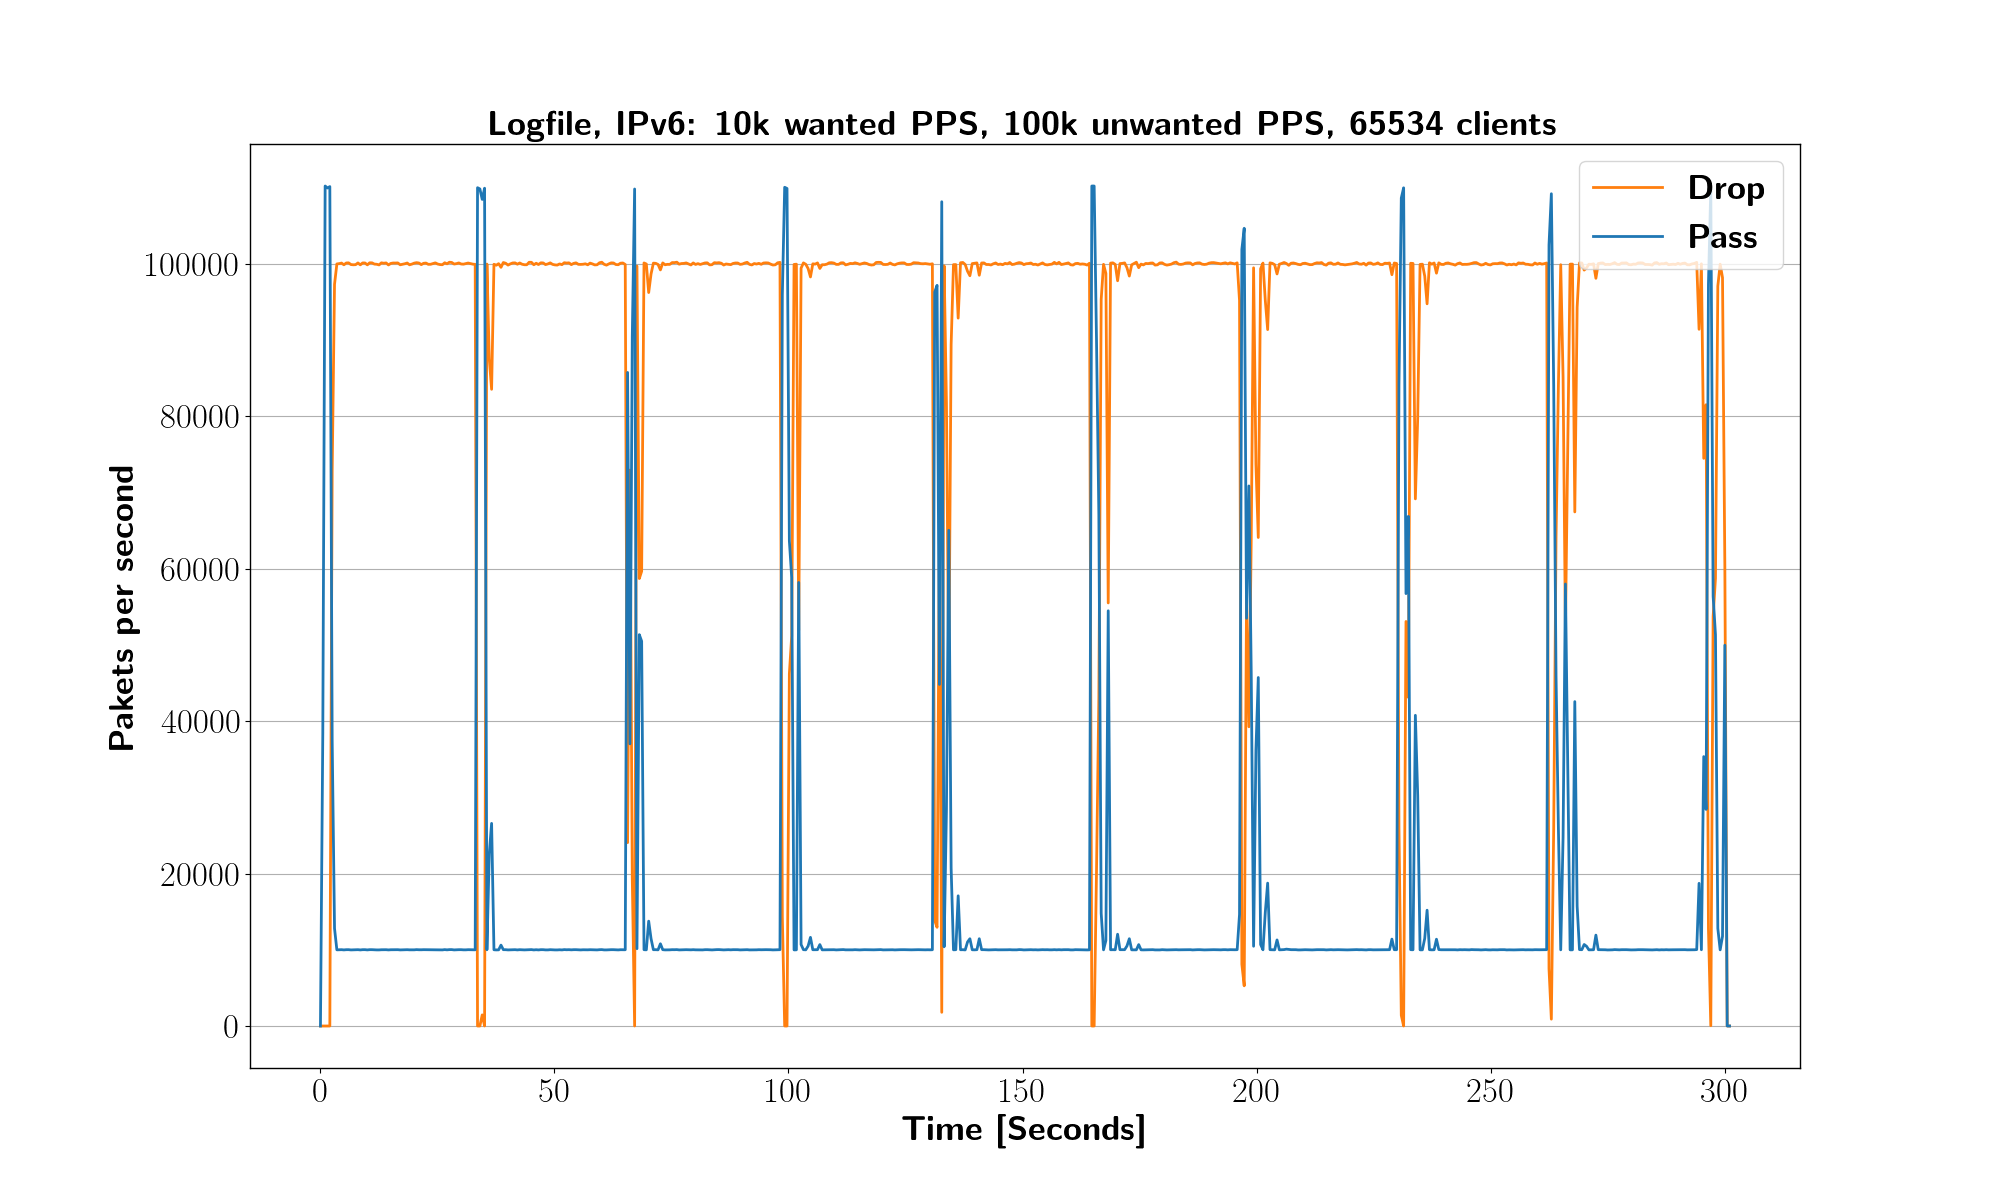 Logfile, IPv6: 10k wanted PPS, 100k unwanted PPS, 65534 clients
Drop
Pass
Pakets per second
100000
80000
60000
40000
20000
0
0 50 100 150 200 250 300
Time [Seconds]